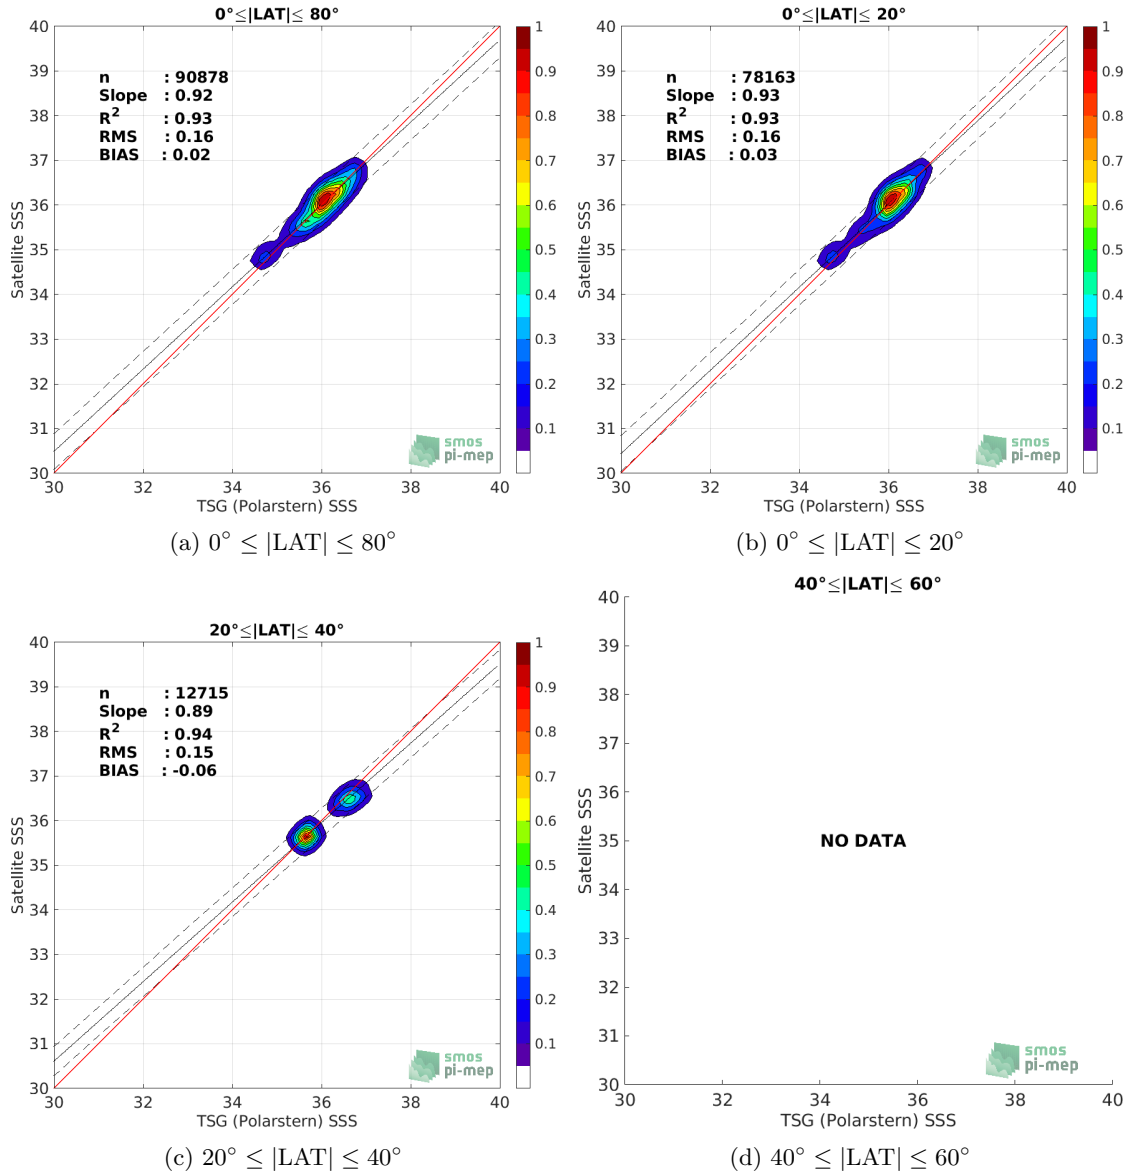 0°≤|LAT|≤ 80°
40
39
38
37
36
35
34
33
32
31
30
Satellite SSS
n : 90878
Slope : 0.92
R2 : 0.93
RMS : 0.16
BIAS : 0.02
smos
pi-mep
30 32 34 36 38 40
TSG (Polarstern) SSS
1
0.9
0.8
0.7
0.6
0.5
0.4
0.3
0.2
0.1
(a) 0° ≤ |LAT| ≤ 80°
0°≤|LAT|≤ 20°
40
39
38
37
36
35
34
33
32
31
30
Satellite SSS
n : 78163
Slope : 0.93
R2 : 0.93
RMS : 0.16
BIAS : 0.03
smos
pi-mep
30 32 34 36 38 40
TSG (Polarstern) SSS
1
0.9
0.8
0.7
0.6
0.5
0.4
0.3
0.2
0.1
(b) 0° ≤ |LAT| ≤ 20°
20°≤|LAT|≤ 40°
40
39
38
37
36
35
34
33
32
31
30
Satellite SSS
n : 12715
Slope : 0.89
R2 : 0.94
RMS : 0.15
BIAS : -0.06
smos
pi-mep
30 32 34 36 38 40
TSG (Polarstern) SSS
1
0.9
0.8
0.7
0.6
0.5
0.4
0.3
0.2
0.1
(c) 20° ≤ |LAT| ≤ 40°
40°≤|LAT|≤ 60°
40
39
38
37
36
35
34
33
32
31
30
Satellite SSS
NO DATA
smos
pi-mep
30 32 34 36 38 40
TSG (Polarstern) SSS
(d) 40° ≤ |LAT| ≤ 60°